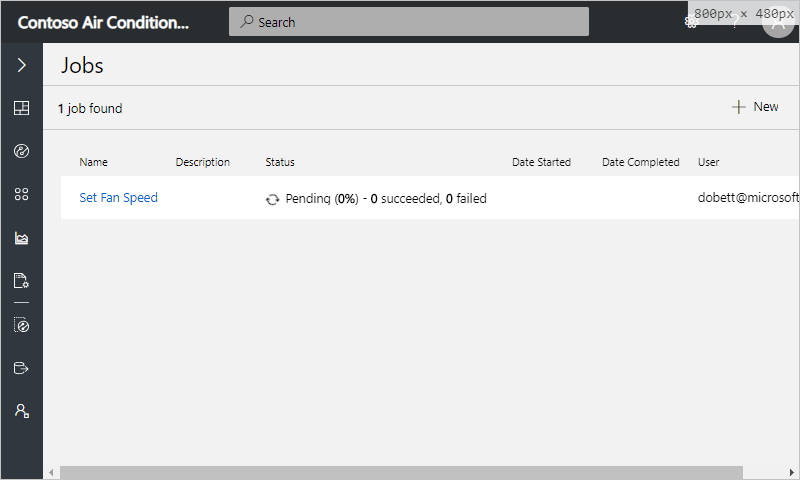 Contoso Air Condition...
Search
?
800px × 480px
Jobs
1 job found
New
Name Description Status Date Started Date Completed User
Set Fan Speed Pending (0%) - 0 succeeded, 0 failed dobett@microsoft